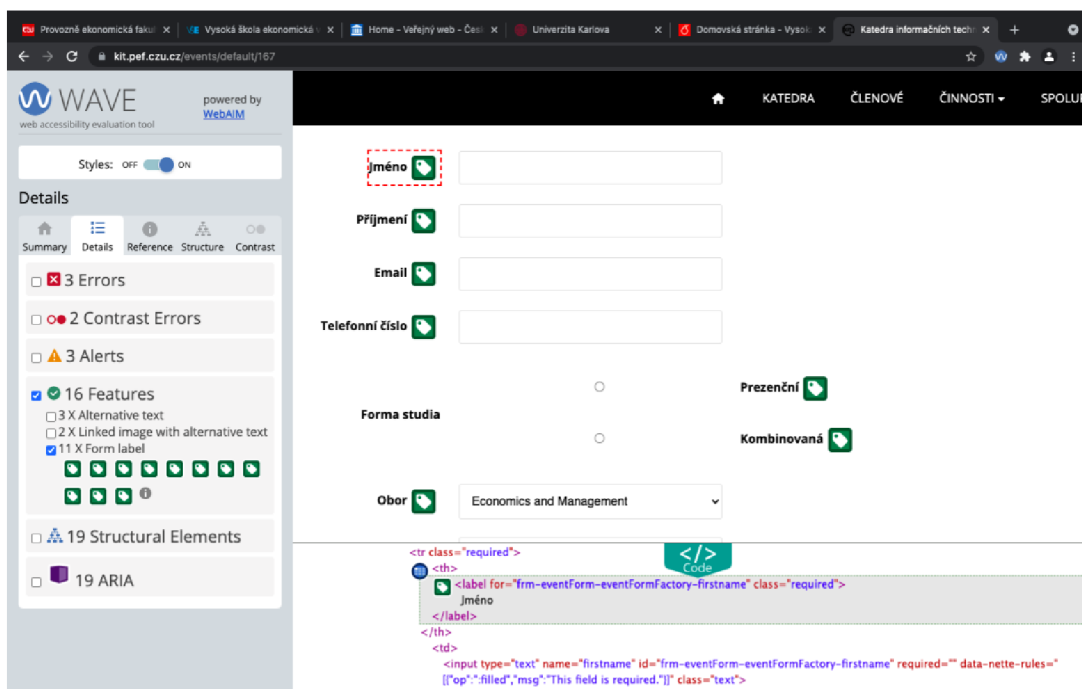 Provozně ekonomická fakul
Vysoká škola ekonomická v
Home – Veřejný web – Česk
Univerzita Karlova
Domovská stránka – Vysok
Katedra informačních techn
kit.pef.czu.cz/events/default/167
WAVE
web accessibility evaluation tool
powered by
WebAIM
KATEDRA ČLENOVÉ ČINNOSTI SPOLUP
Styles: OFF ON
Details
Summary Details Reference Structure Contrast
3 Errors
2 Contrast Errors
3 Alerts
16 Features
3 X Alternative text
2 X Linked image with alternative text
11 X Form label
19 Structural Elements
19 ARIA
Jméno
Příjmení
Email
Telefonní číslo
Forma studia
Prezenční
Kombinovaná
Obor
Economics and Management
</>
Code
<tr class="required">
<th>
<label for="frm-eventForm-eventFormFactory-firstname" class="required">
Jméno
</label>
</th>
<td>
<input type="text" name="firstname" id="frm-eventForm-eventFormFactory-firstname" required="" data-nette-rules="
[{"op":":filled","msg":"This field is required."}]" class="text">